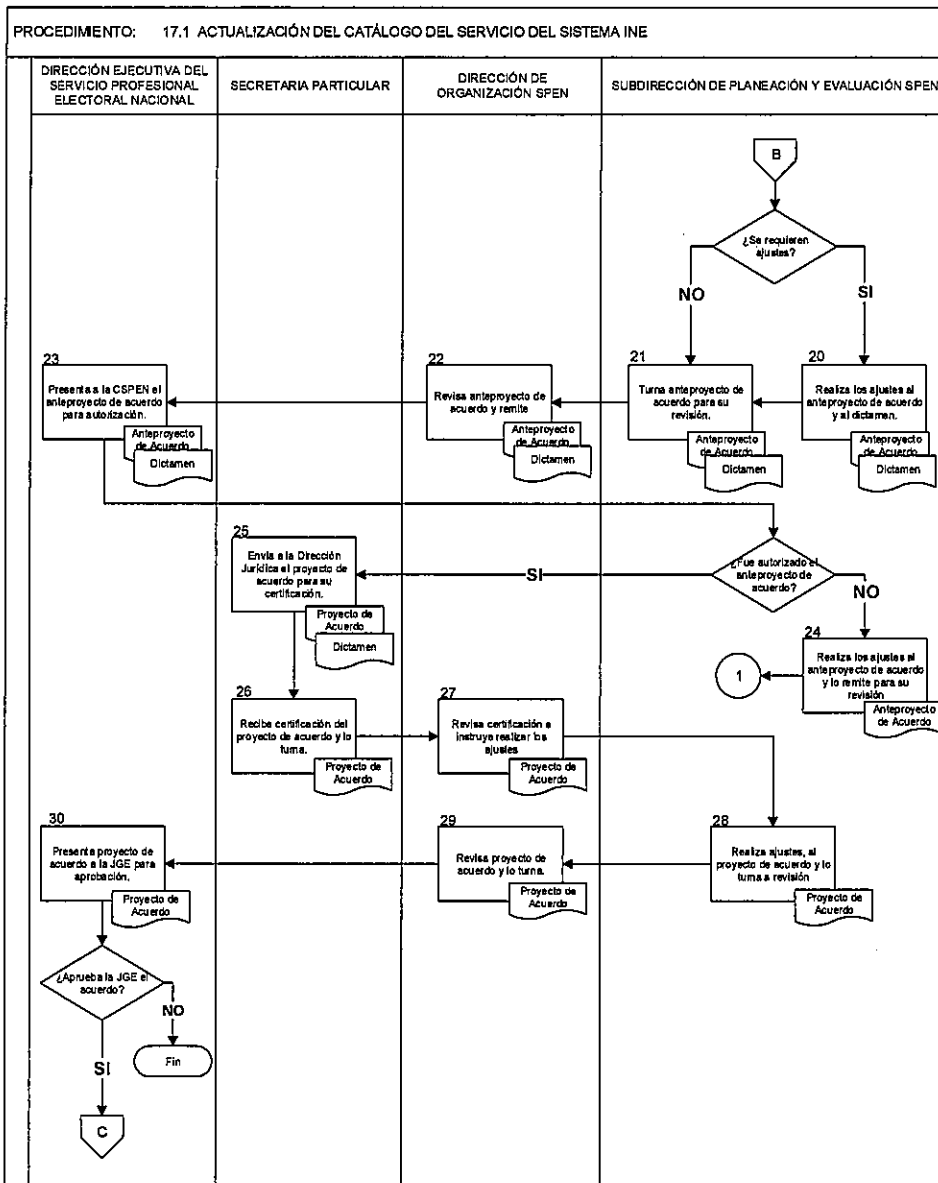 PROCEDIMIENTO: 17.1 ACTUALIZACIÓN DEL CATÁLOGO DEL SERVICIO DEL SISTEMA INE
DIRECCIÓN EJECUTIVA DEL
SERVICIO PROFESIONAL
ELECTORAL NACIONAL
SECRETARIA PARTICULAR
DIRECCIÓN DE
ORGANIZACIÓN SPEN
SUBDIRECCIÓN DE PLANEACIÓN Y EVALUACIÓN SPEN
B
¿Se requieren
ajustes?
NO
SI
23
Presenta a la CSPEN el
anteproyecto de acuerdo
para autorización.
Anteproyecto
de Acuerdo
Dictamen
22
Revisa anteproyecto de
acuerdo y remite
Anteproyecto
de Acuerdo
Dictamen
21
Turna anteproyecto de
acuerdo para su
revisión.
Anteproyecto
de Acuerdo
Dictamen
20
Realiza los ajustes al
anteproyecto de acuerdo
y al dictamen.
Anteproyecto
de Acuerdo
Dictamen
25
Envía a la Dirección
Jurídica el proyecto de
acuerdo para su
certificación.
Proyecto de
Acuerdo
Dictamen
SI
¿Fue autorizado el
anteproyecto de
acuerdo?
NO
24
Realiza los ajustes al
anteproyecto de acuerdo
y lo remite para su
revisión
Anteproyecto
de Acuerdo
1
26
Recibe certificación del
proyecto de acuerdo y lo
turna.
Proyecto de
Acuerdo
27
Revisa certificación e
instruye realizar los
ajustes
Proyecto de
Acuerdo
30
Presenta proyecto de
acuerdo a la JGE para
aprobación.
Proyecto de
Acuerdo
29
Revisa proyecto de
acuerdo y lo turna.
Proyecto de
Acuerdo
28
Realiza ajustes, al
proyecto de acuerdo y lo
turna a revisión
Proyecto de
Acuerdo
¿Aprueba la JGE el
acuerdo?
NO
Fin
SI
C